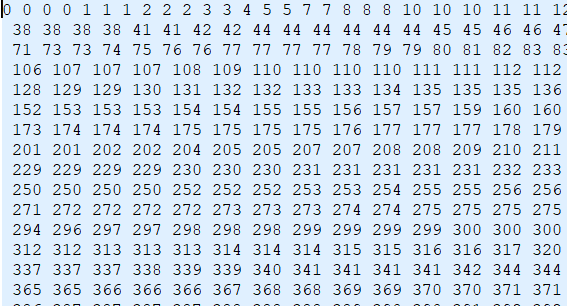 0 0 0 0 1 1 1 2 2 2 3 3 4 5 5 7 7 8 8 8 10 10 10 11 11 12
38 38 38 38 41 41 42 42 44 44 44 44 44 44 45 45 46 46
71 73 73 74 75 76 76 77 77 77 77 78 79 79 80 81 82 83
106 107 107 107 108 109 110 110 110 110 111 111 112 112
128 129 129 130 131 132 132 133 133 134 135 135 135 136
152 153 153 153 154 154 155 155 156 157 157 159 160 160
173 174 174 174 175 175 175 175 176 177 177 177 178 179
201 201 202 202 204 205 205 207 207 208 208 209 210 211
229 229 229 229 230 230 230 231 231 231 231 231 232 233
250 250 250 250 252 252 252 253 253 254 255 255 256 256
271 272 272 272 272 273 273 273 274 274 275 275 275 275
294 296 297 297 298 298 298 299 299 299 299 300 300 300
312 312 313 313 313 314 314 314 315 315 316 316 317 320
337 337 337 338 339 339 340 341 341 341 341 342 344 344
365 365 366 366 366 367 368 368 369 369 370 370 371 371